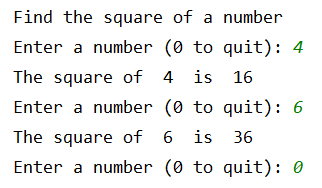 Find the square of a number
Enter a number (0 to quit): 4
The square of  4  is  16
Enter a number (0 to quit): 6
The square of  6  is  36
Enter a number (0 to quit): 0